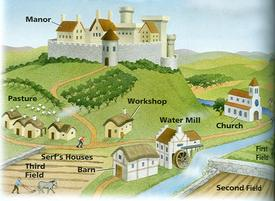 Manor
Pasture
Workshop
Water Mill
Church
Serf's Houses
Third
Field
Barn
First
Field
Second Field